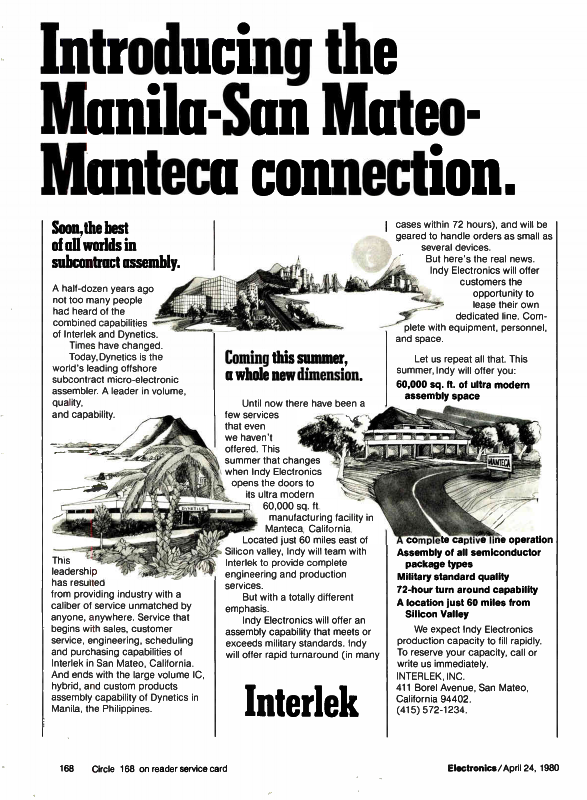 Introducing the
Manila-San Mateo-
Manteca connection.
Soon, the best
of all worlds in
subcontract assembly.
A half-dozen years ago
not too many people
had heard of the
combined capabilities
of Interlek and Dynetics.
Times have changed.
Today, Dynetics is the
world's leading offshore
subcontract micro-electronic
assembler. A leader in volume,
quality,
and capability.
DYNETICS
This
leadership
has resulted
from providing industry with a
caliber of service unmatched by
anyone, anywhere. Service that
begins with sales, customer
service, engineering, scheduling
and purchasing capabilities of
Interlek in San Mateo, California.
And ends with the large volume IC,
hybrid, and custom products
assembly capability of Dynetics in
Manila, the Philippines.
Coming this summer,
a whole new dimension.
Until now there have been a
few services
that even
we haven't
offered. This
summer that changes
when Indy Electronics
opens the doors to
its ultra modern
60,000 sq. ft.
manufacturing facility in
Manteca, California.
Located just 60 miles east of
Silicon valley, Indy will team with
Interlek to provide complete
engineering and production
services.
But with a totally different
emphasis.
Indy Electronics will offer an
assembly capability that meets or
exceeds military standards. Indy
will offer rapid turnaround (in many
Interlek
cases within 72 hours), and will be
geared to handle orders as small as
several devices.
But here's the real news.
Indy Electronics will offer
customers the
opportunity to
lease their own
dedicated line. Com-
plete with equipment, personnel,
and space.
Let us repeat all that. This
summer, Indy will offer you:
60,000 sq. ft. of ultra modern
assembly space
MANTECA
A complete captive line operation
Assembly of all semiconductor
package types
Military standard quality
72-hour turn around capability
A location just 60 miles from
Silicon Valley
We expect Indy Electronics
production capacity to fill rapidly.
To reserve your capacity, call or
write us immediately.
INTERLEK, INC.
411 Borel Avenue, San Mateo,
California 94402.
(415) 572-1234.
168 Circle 168 on reader service card
Electronics/April 24, 1980